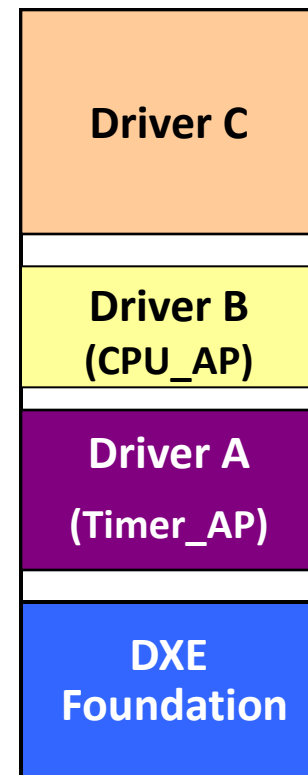 Driver C
Driver B
(CPU_AP)
Driver A
(Timer_AP)
DXE
Foundation